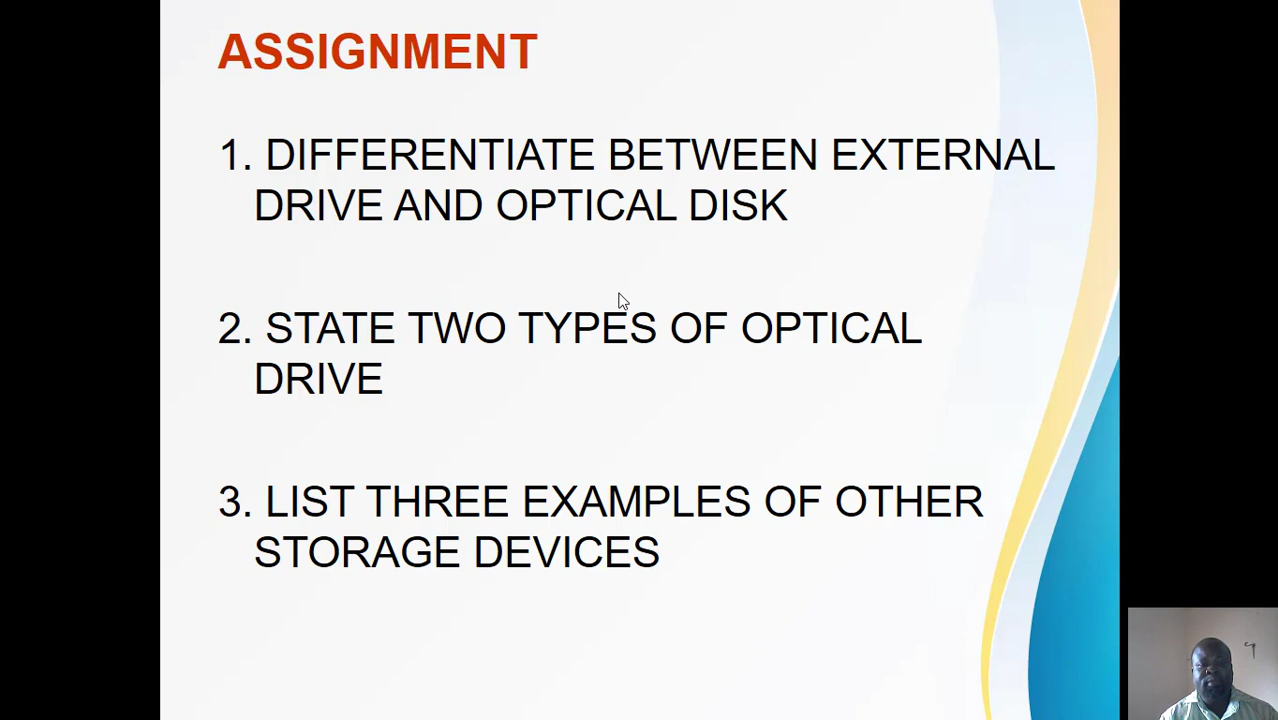 ASSIGNMENT
1. DIFFERENTIATE BETWEEN EXTERNAL
DRIVE AND OPTICAL DISK
2. STATE TWO TYPES OF OPTICAL
DRIVE
3. LIST THREE EXAMPLES OF OTHER
STORAGE DEVICES